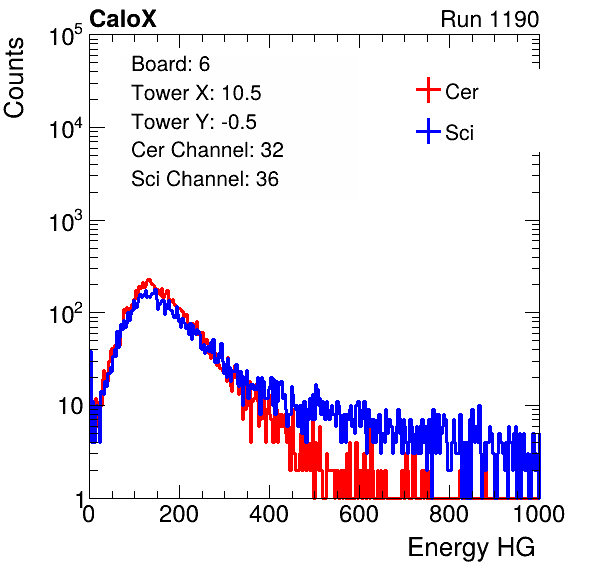 CaloX Run 1190
10^5
Board: 6
Tower X: 10.5
Tower Y: -0.5
Cer Channel: 32
Sci Channel: 36
Cer
Sci
Counts
10^4
10^3
10^2
10
1
0 200 400 600 800 1000
Energy HG